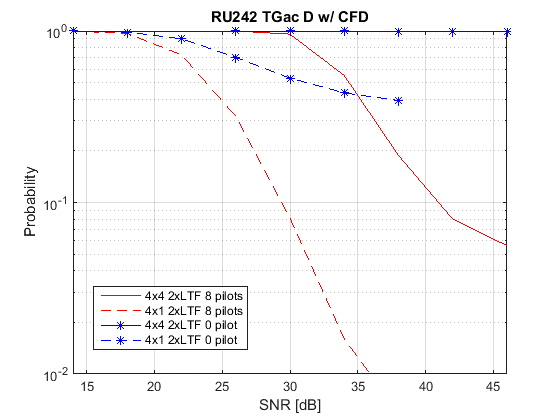 RU242 TGac D w/ CFD
10^0
10^-1
10^-2
Probability
4x4 2xLTF 8 pilots
4x1 2xLTF 8 pilots
4x4 2xLTF 0 pilot
4x1 2xLTF 0 pilot
15 20 25 30 35 40 45
SNR [dB]